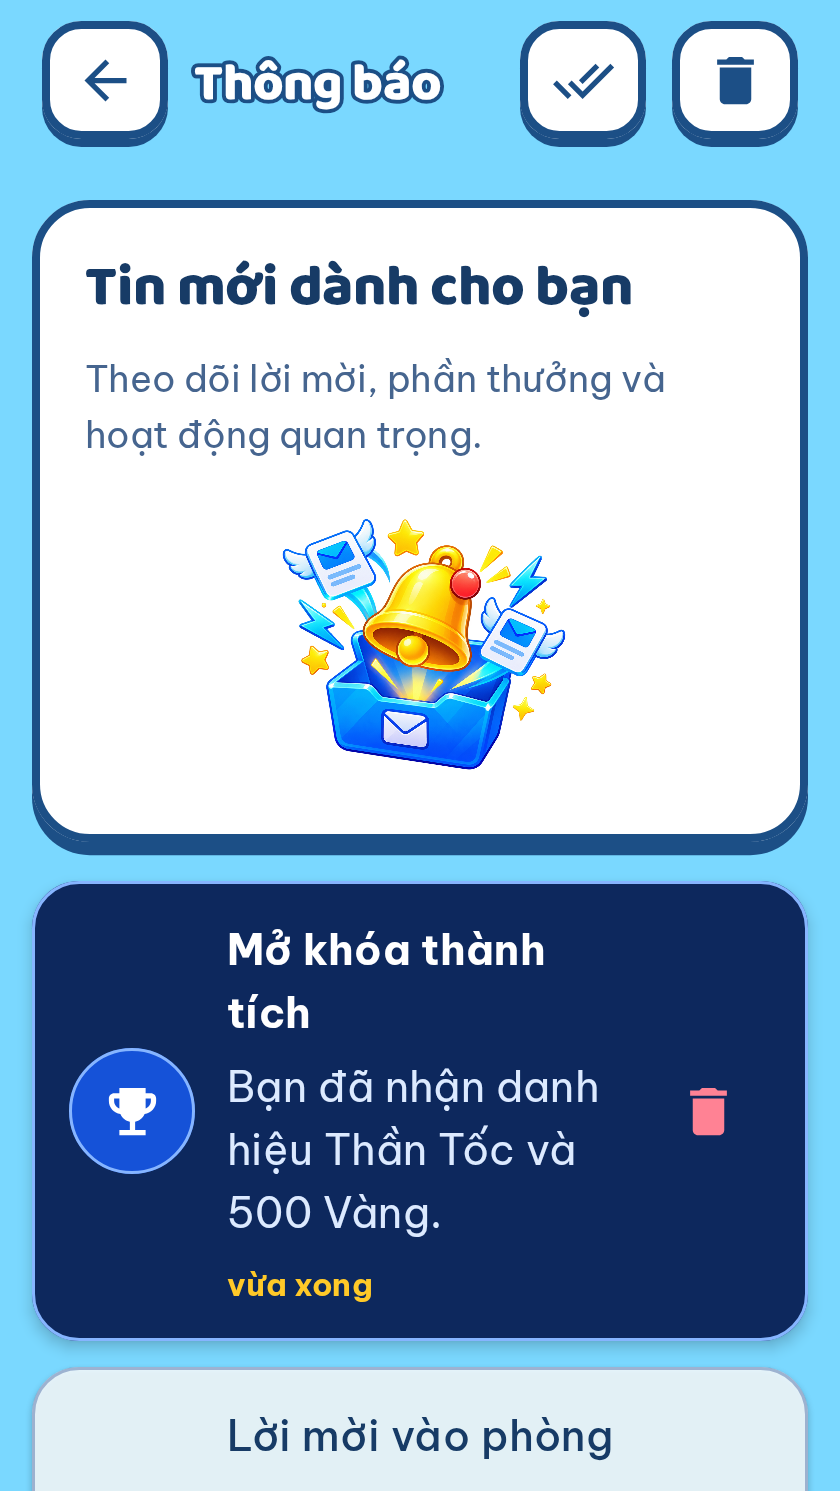 Thông báo
Tin mới dành cho bạn
Theo dõi lời mời, phần thưởng và
hoạt động quan trọng.
Mở khóa thành
tích
Bạn đã nhận danh
hiệu Thần Tốc và
500 Vàng.
vừa xong
Lời mời vào phòng